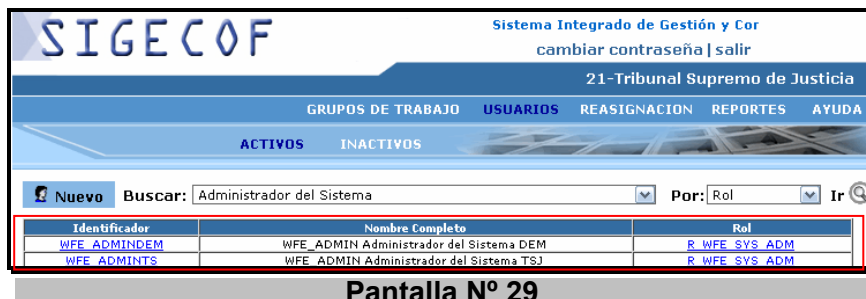 SIGECOF
Sistema Integrado de Gestión y Cor
cambiar contraseña | salir
21-Tribunal Supremo de Justicia
GRUPOS DE TRABAJO USUARIOS REASIGNACION REPORTES AYUDA
ACTIVOS INACTIVOS
Nuevo Buscar: Administrador del Sistema Por: Rol Ir
Identificador Nombre Completo Rol
WFE_ADMINDEM WFE_ADMIN Administrador del Sistema DEM R_WFE_SYS_ADM
WFE_ADMINTS WFE_ADMIN Administrador del Sistema TSJ R_WFE_SYS_ADM
Pantalla Nº 29